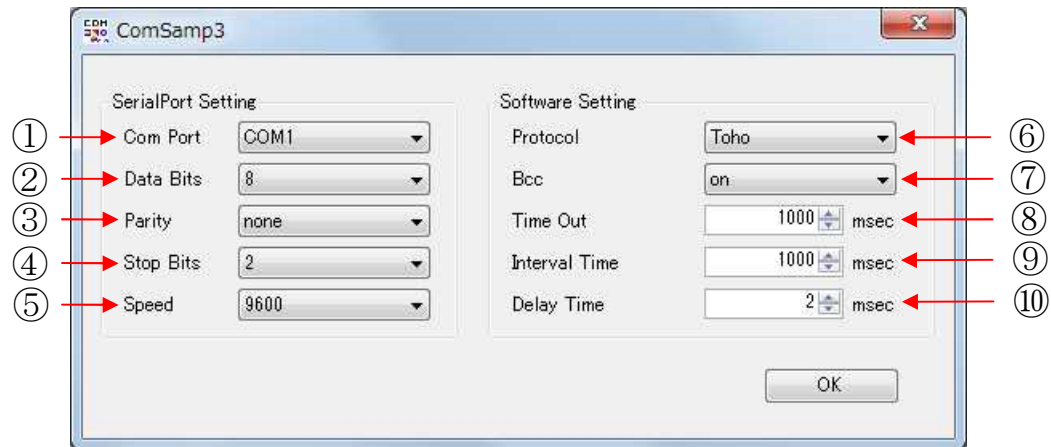 ComSamp3
SerialPort Setting
① Com Port COM1
② Data Bits 8
③ Parity none
④ Stop Bits 2
⑤ Speed 9600
Software Setting
Protocol Toho ⑥
Bcc on ⑦
Time Out 1000 msec ⑧
Interval Time 1000 msec ⑨
Delay Time 2 msec ⑩
OK